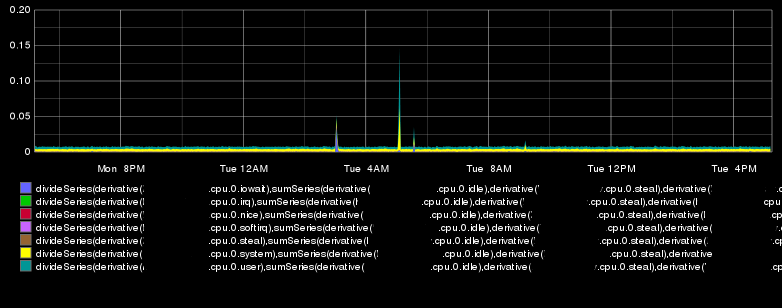 0.20
0.15
0.10
0.05
0
Mon 8PM Tue 12AM Tue 4AM Tue 8AM Tue 12PM Tue 4PM
divideSeries(derivative( .cpu.0.iowait),sumSeries(derivative( .cpu.0.idle),derivative( .cpu.0.steal),derivative( .cpu
divideSeries(derivative( .cpu.0.irq),sumSeries(derivative( .cpu.0.idle),derivative( .cpu.0.steal),derivative( cpu.
divideSeries(derivative( .cpu.0.nice),sumSeries(derivative( .cpu.0.idle),derivative( .cpu.0.steal),derivative( .cpu
divideSeries(derivative( .cpu.0.softirq),sumSeries(derivative( .cpu.0.idle),derivative( .cpu.0.steal),derivative(
divideSeries(derivative( .cpu.0.steal),sumSeries(derivative( .cpu.0.idle),derivative( .cpu.0.steal),derivative( .cpu.
divideSeries(derivative( .cpu.0.system),sumSeries(derivative( .cpu.0.idle),derivative( .cpu.0.steal),derivative
divideSeries(derivative( .cpu.0.user),sumSeries(derivative( .cpu.0.idle),derivative( .cpu.0.steal),derivative( .cpu